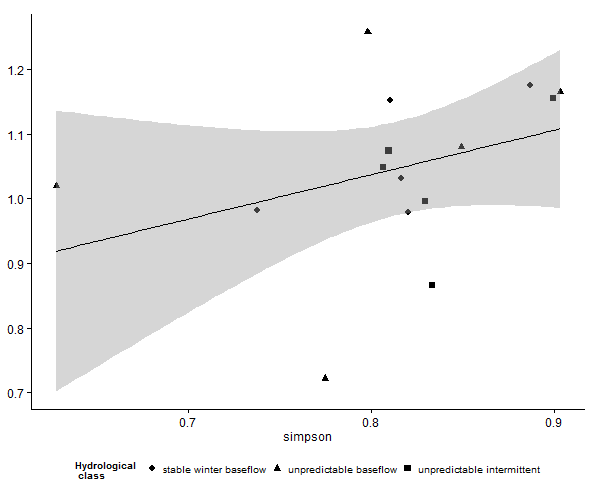 1.2
1.1
1.0
0.9
0.8
0.7
0.7 0.8 0.9
simpson
Hydrological
class
stable winter baseflow unpredictable baseflow unpredictable intermittent